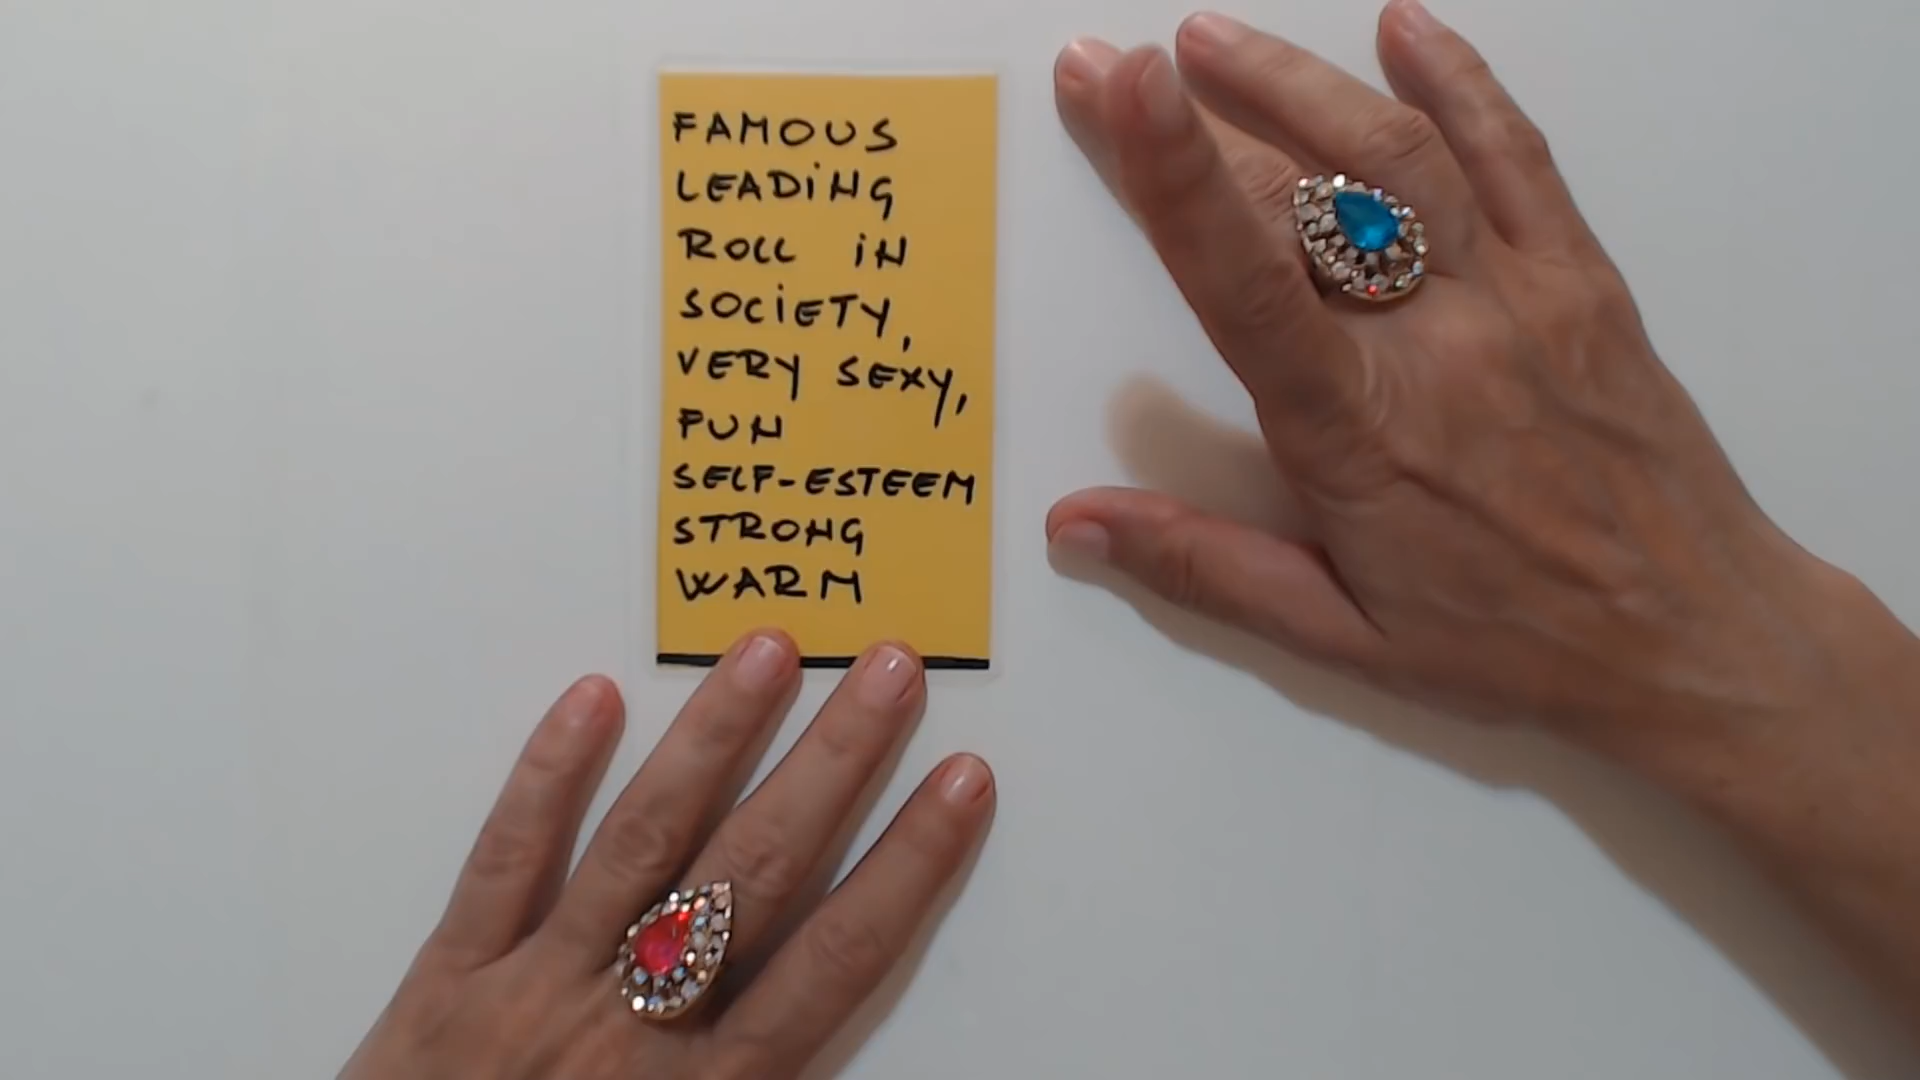 FAMOUS
LEADiNG
ROLL iN
SOCiETY,
VERY SEXY,
FUN
SELF-ESTEEM
STRONG
WARM